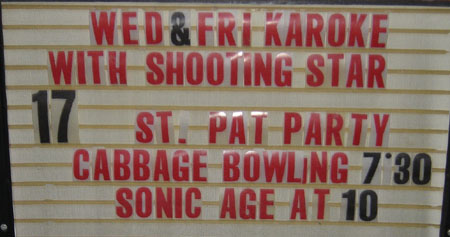 WED & FRI KAROKE
WITH SHOOTING STAR
17 ST. PAT PARTY
CABBAGE BOWLING 7:30
SONIC AGE AT 10